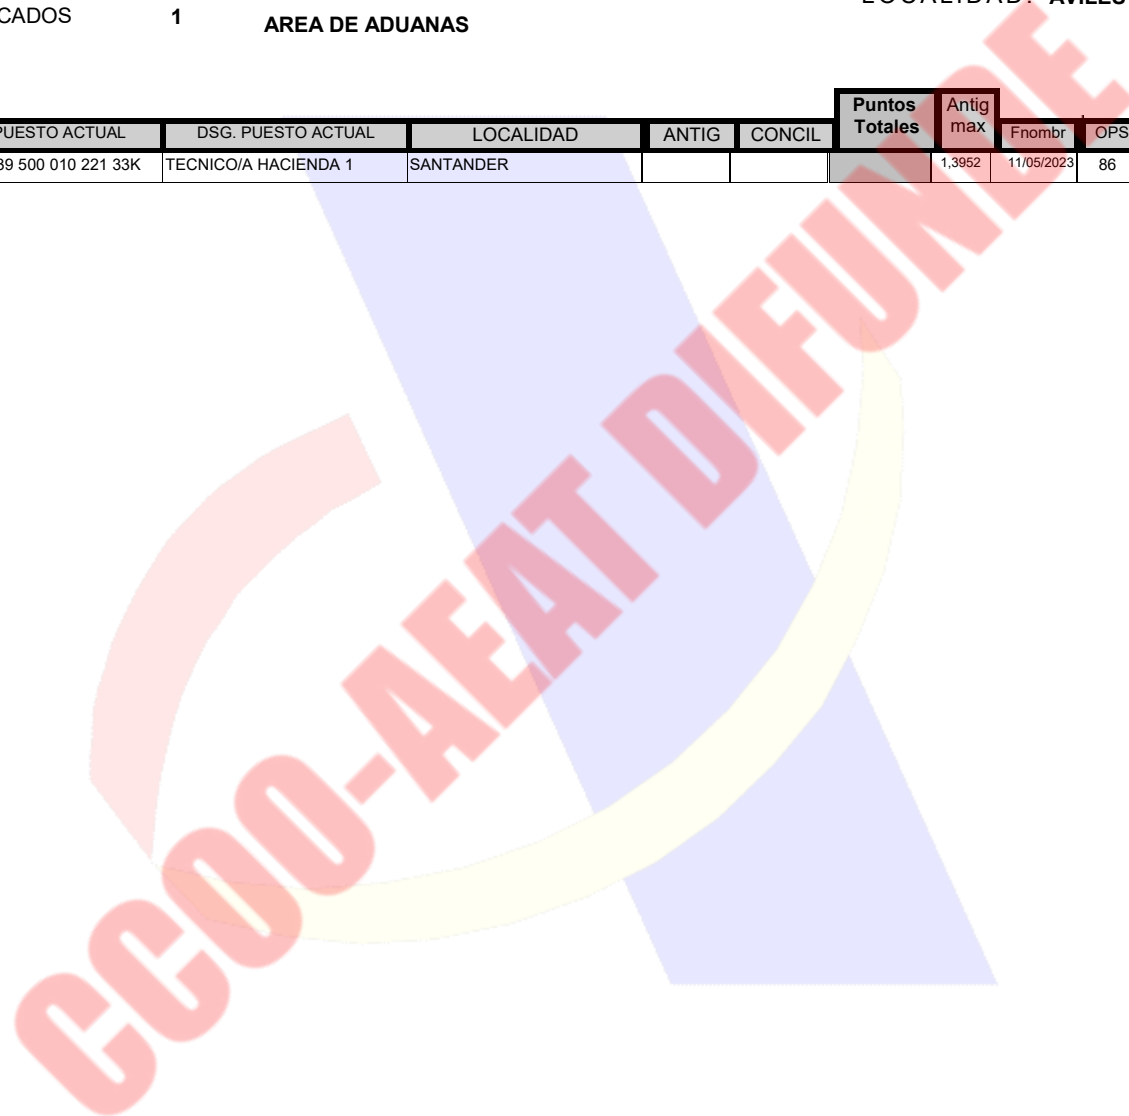 LOCALIDAD: AVILES
CADOS 1 AREA DE ADUANAS
Puntos Totales Antig max
PUESTO ACTUAL DSG. PUESTO ACTUAL LOCALIDAD ANTIG CONCIL Fnombr OPS
39 500 010 221 33K TECNICO/A HACIENDA 1 SANTANDER 1,3952 11/05/2023 86
CCOO-AEAT DIFUNDE